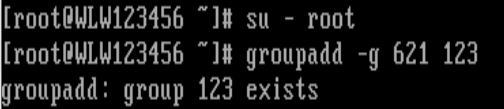 [root@WLW123456 ~]# su - root
[root@WLW123456 ~]# groupadd -g 621 123
groupadd: group 123 exists